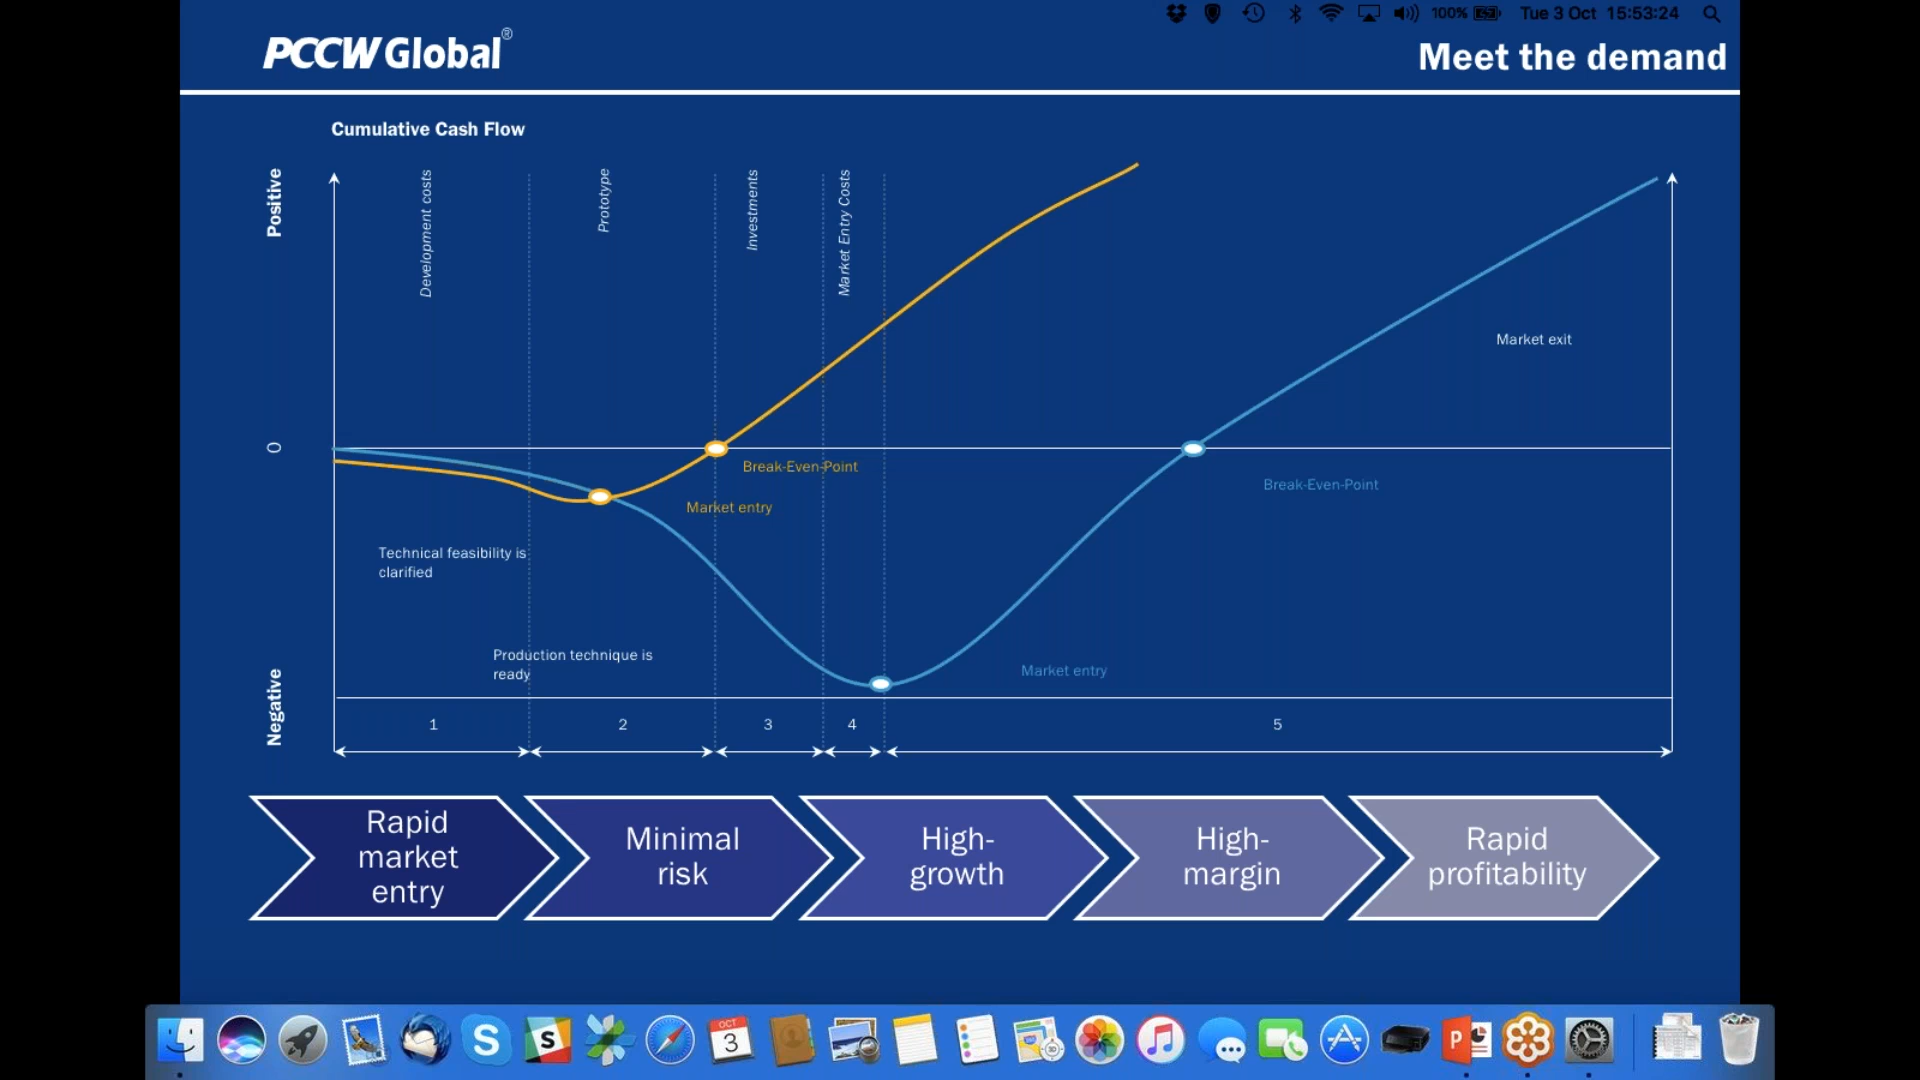 100% Tue 3 Oct 15:53:24
PCCW Global®
Meet the demand
Cumulative Cash Flow
Positive
Development costs
Prototype
Investments
Market Entry Costs
Market exit
0
Break-Even-Point
Break-Even-Point
Market entry
Technical feasibility is
clarified
Production technique is
ready
Market entry
Negative
1
2
3
4
5
Rapid
market
entry
Minimal
risk
High-
growth
High-
margin
Rapid
profitability
OCT
3